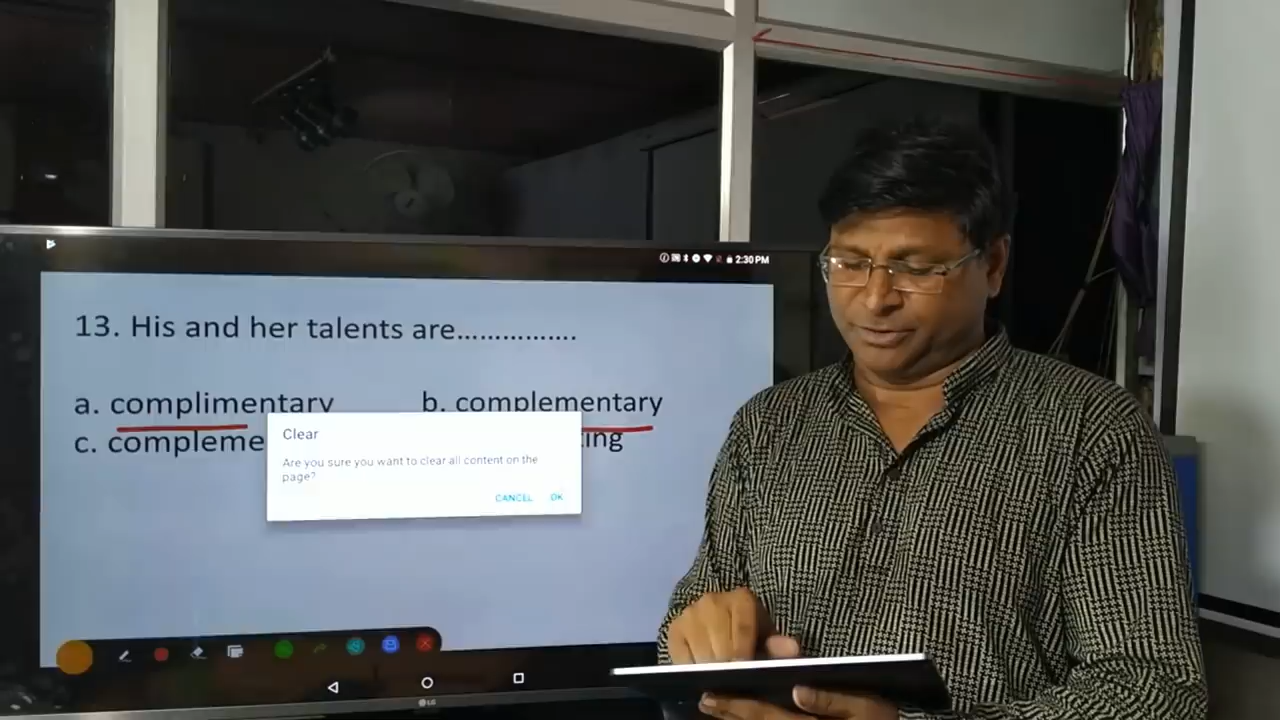 2:30 PM
13. His and her talents are...............
a. complimentary b. complementary
c. compleme ting
Clear
Are you sure you want to clear all content on the
page?
CANCEL OK
LG